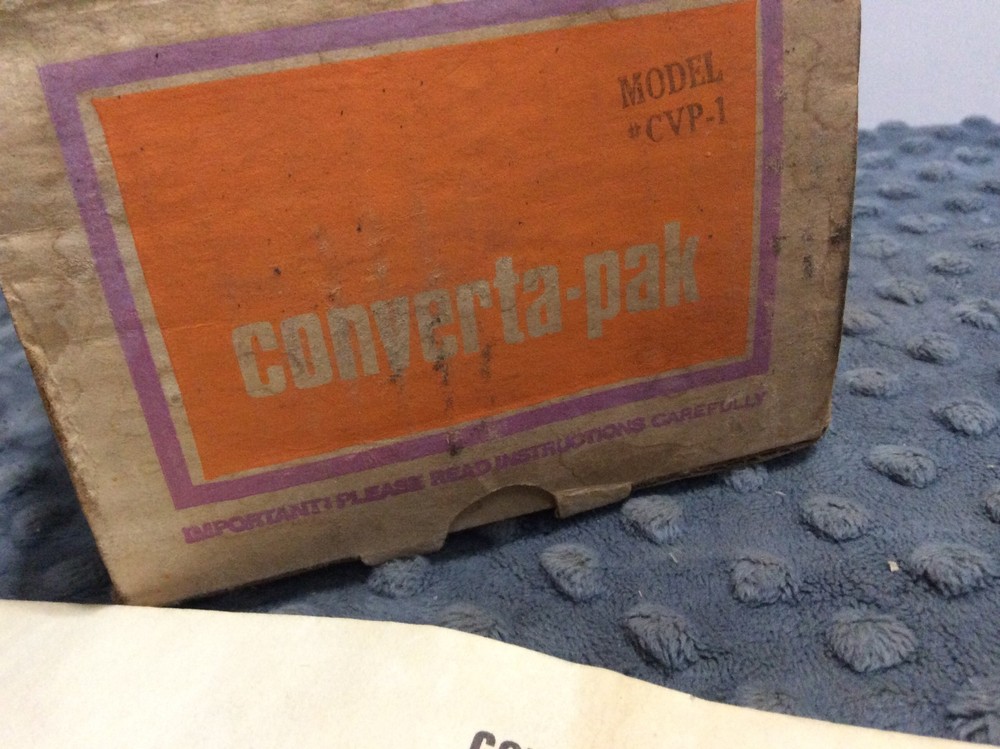 MODEL
#CVP-1
converta-pak
IMPORTANT: PLEASE READ INSTRUCTIONS CAREFULLY